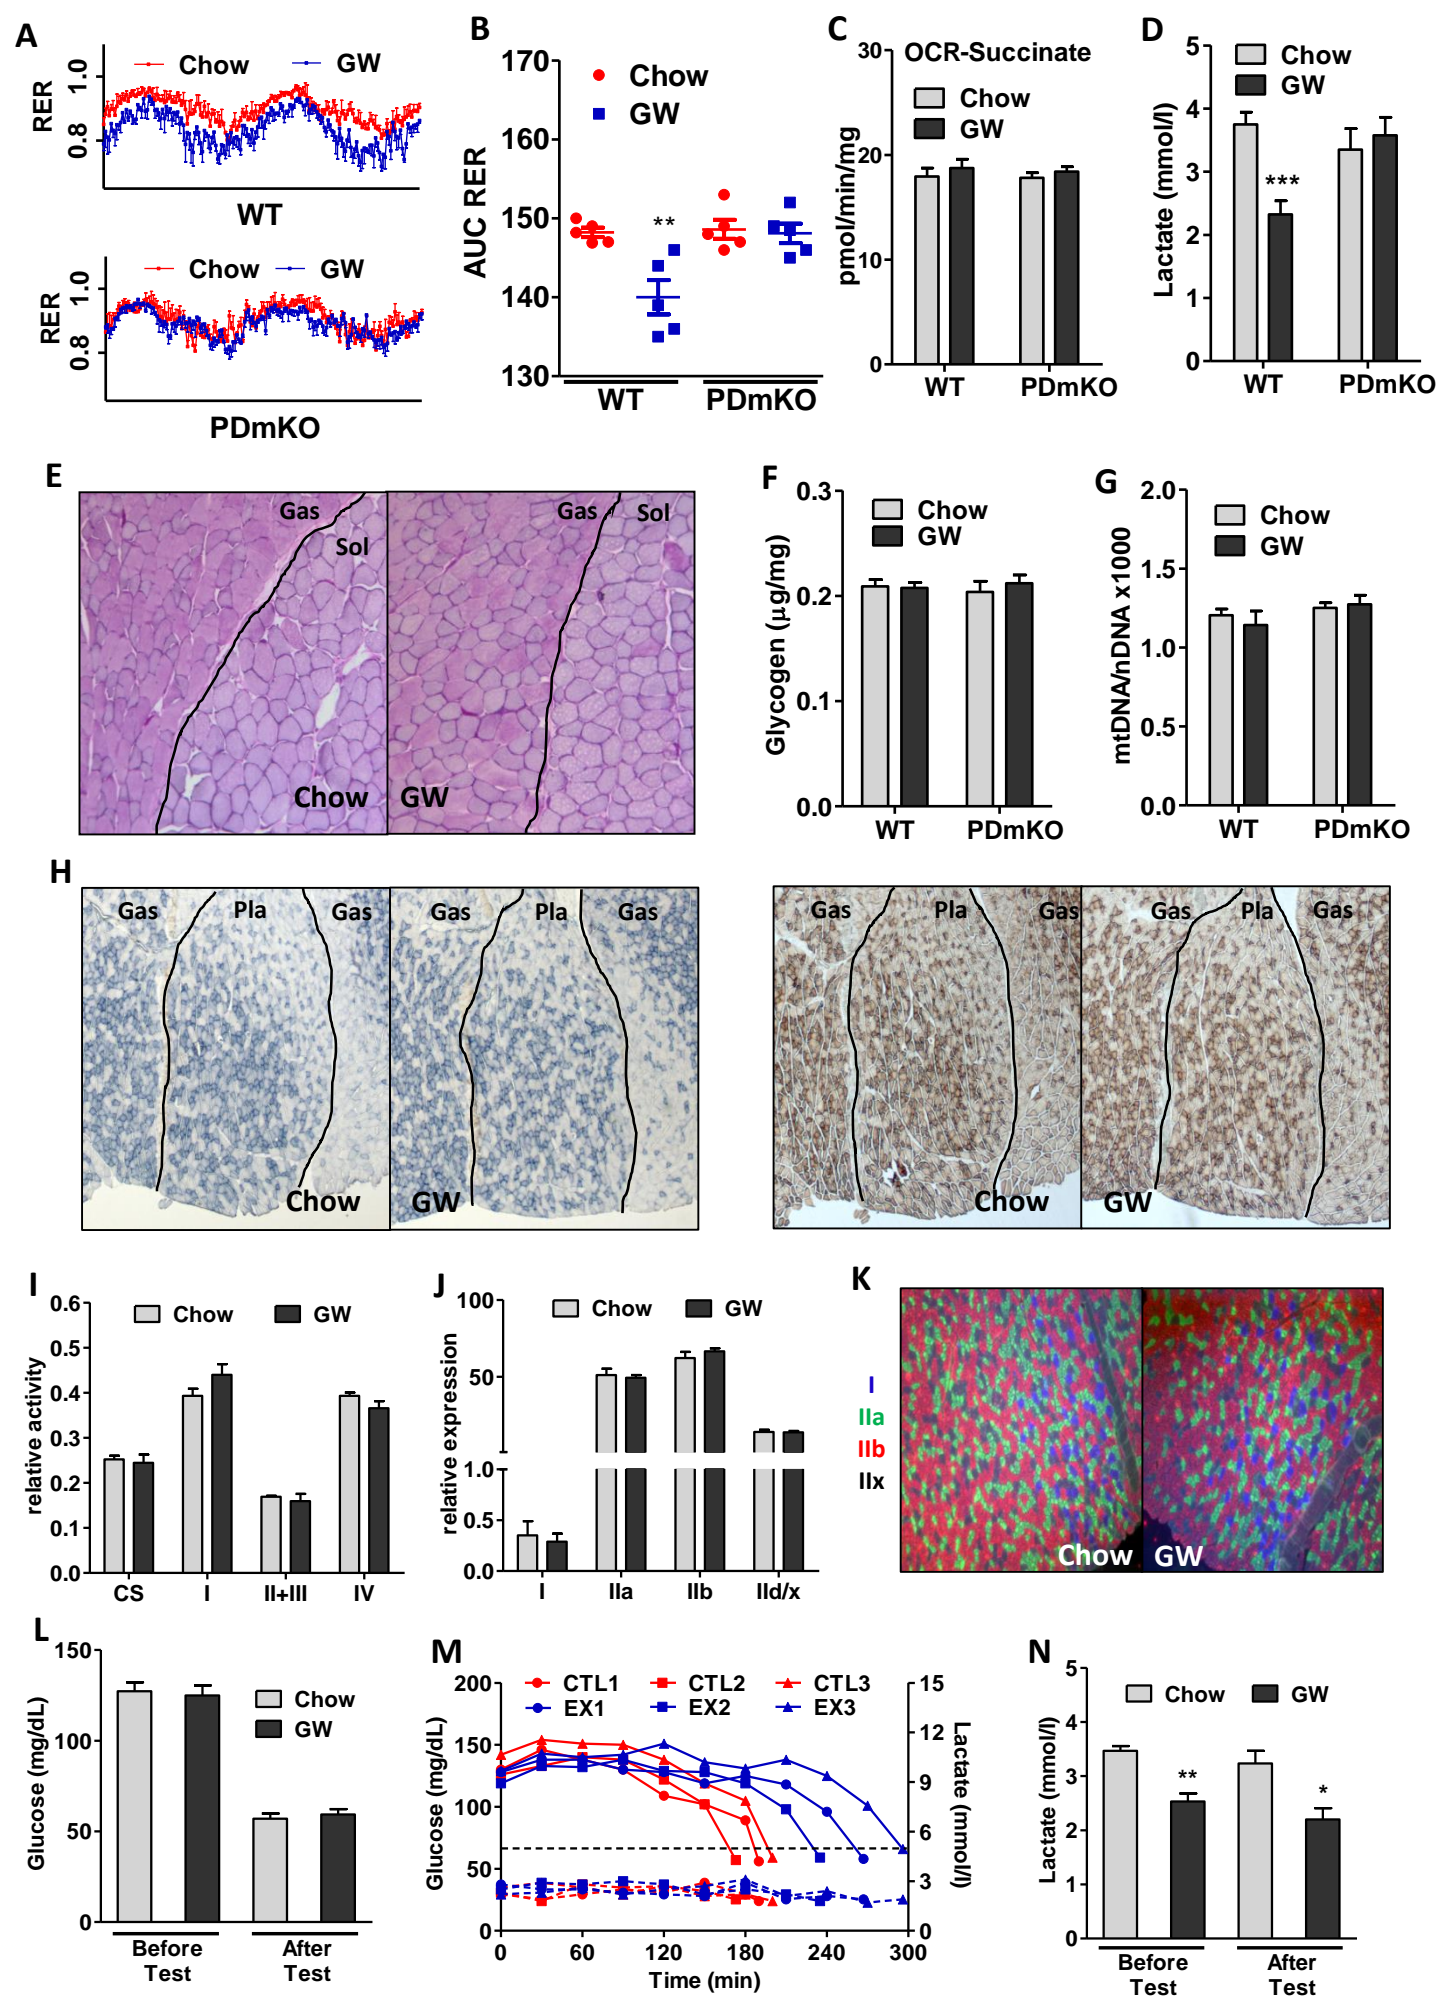 A
Chow GW
RER
1.0
0.8
WT
Chow GW
RER
1.0
0.8
PDmKO
B
170
160
150
140
130
AUC RER
Chow
GW
**
WT PDmKO
C
30
20
10
0
pmol/min/mg
OCR-Succinate
Chow
GW
WT PDmKO
D
5
4
3
2
1
0
Lactate (mmol/l)
Chow
GW
***
WT PDmKO
E
Gas
Sol
Chow
Gas Sol
GW
F
0.3
0.2
0.1
0.0
Glycogen (μg/mg)
Chow
GW
WT PDmKO
G
2.0
1.5
1.0
0.5
0.0
mtDNA/nDNA x1000
Chow
GW
WT PDmKO
H
Gas Pla Gas
Chow
Gas Pla Gas
GW
Gas Pla Gas
Chow
Gas Pla Gas
GW
I
0.6
0.5
0.4
0.3
0.2
0.1
0.0
relative activity
Chow GW
CS I II+III IV
J
100
50
1.0
0.5
0.0
relative expression
Chow GW
I IIa IIb IId/x
K
I
IIa
IIb
IIx
Chow GW
L
150
100
50
0
Glucose (mg/dL)
Chow
GW
Before
Test
After
Test
M
CTL1 CTL2 CTL3
EX1 EX2 EX3
200
150
100
50
0
Glucose (mg/dL)
15
12
9
6
3
0
Lactate (mmol/l)
0 60 120 180 240 300
Time (min)
N
5
4
3
2
1
0
Lactate (mmol/l)
Chow GW
**
*
Before
Test
After
Test